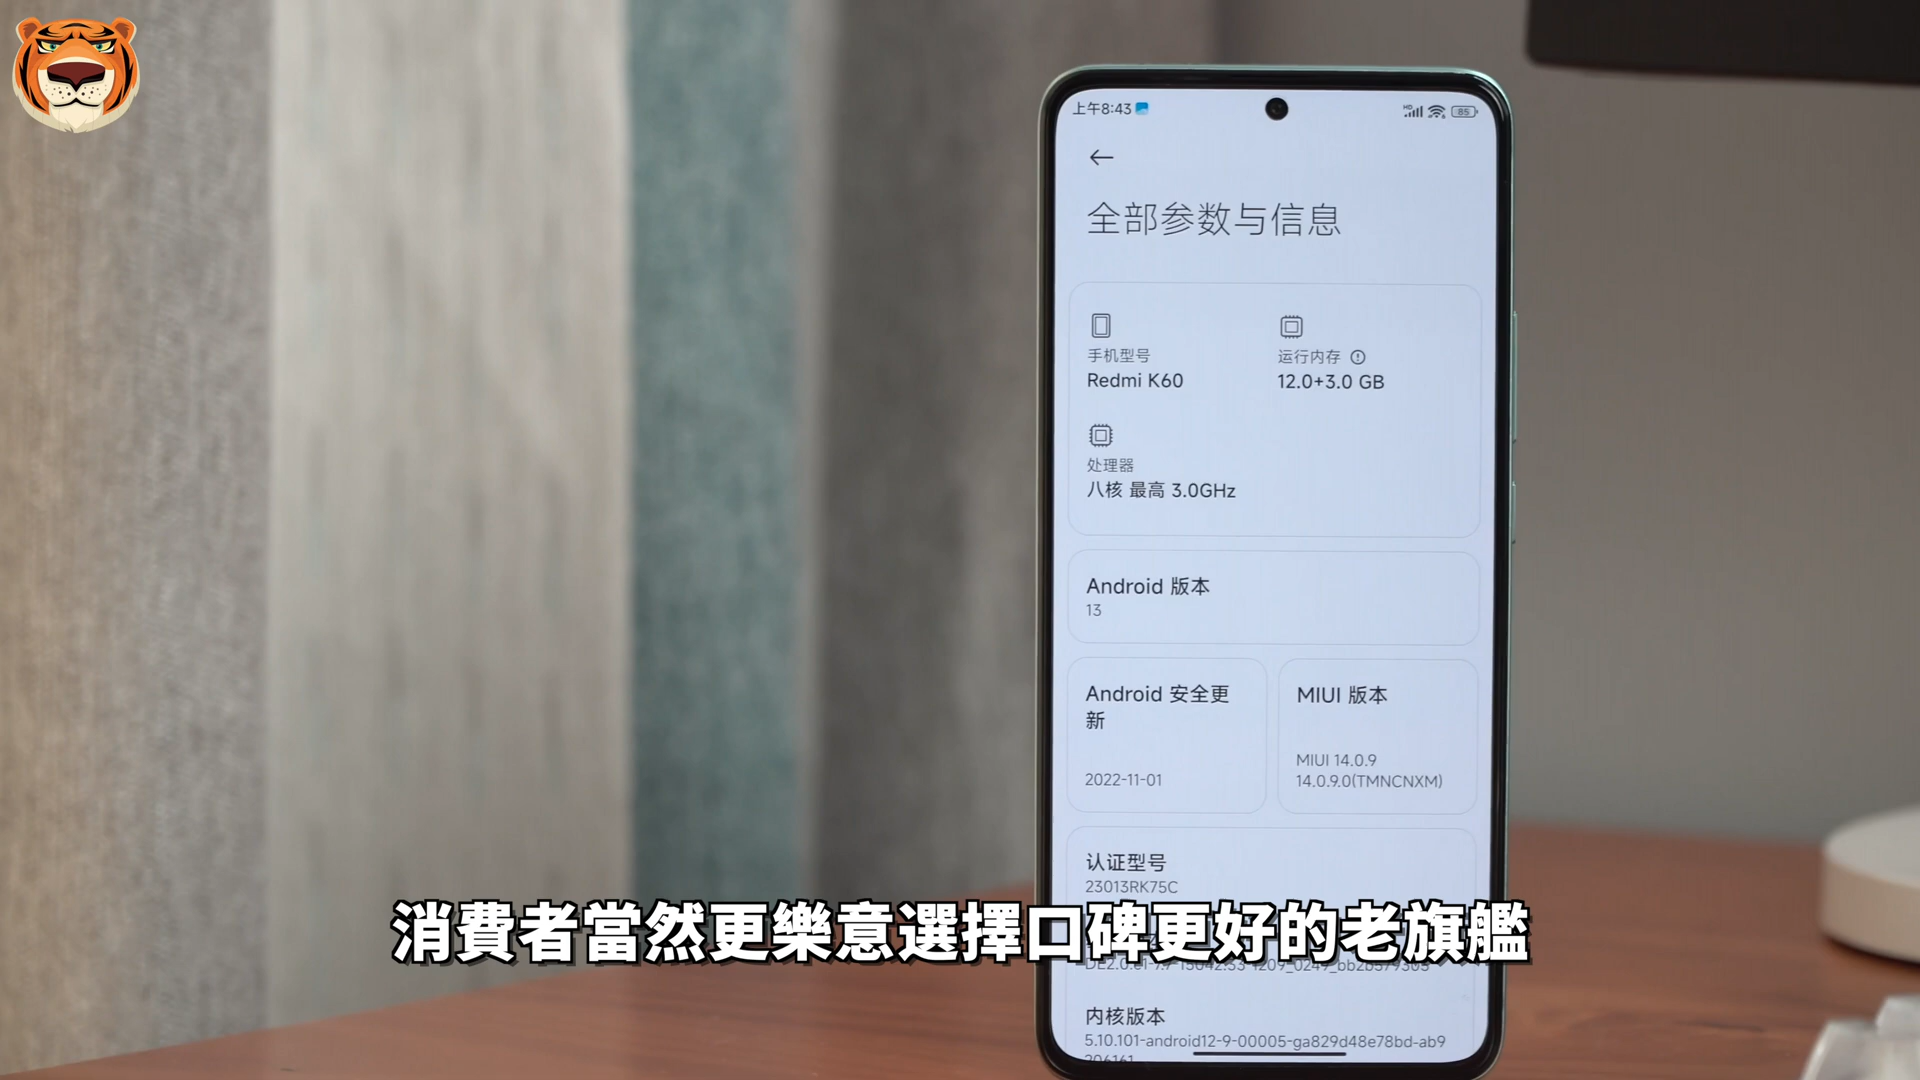 上午8:43
HD
85
全部参数与信息
手机型号
Redmi K60
运行内存
12.0+3.0 GB
处理器
八核 最高 3.0GHz
Android 版本
13
Android 安全更
新
2022-11-01
MIUI 版本
MIUI 14.0.9
14.0.9.0(TMNCNXM)
认证型号
23013RK75C
消費者當然更樂意選擇口碑更好的老旗艦
内核版本
5.10.101-android12-9-00005-ga829d48e78bd-ab9